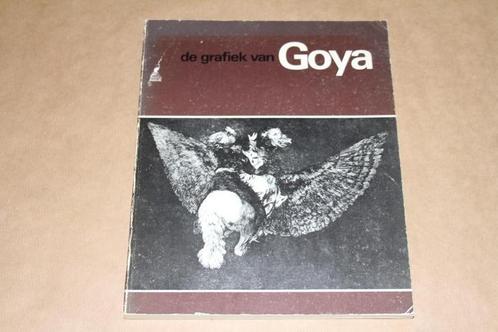 de grafiek van Goya